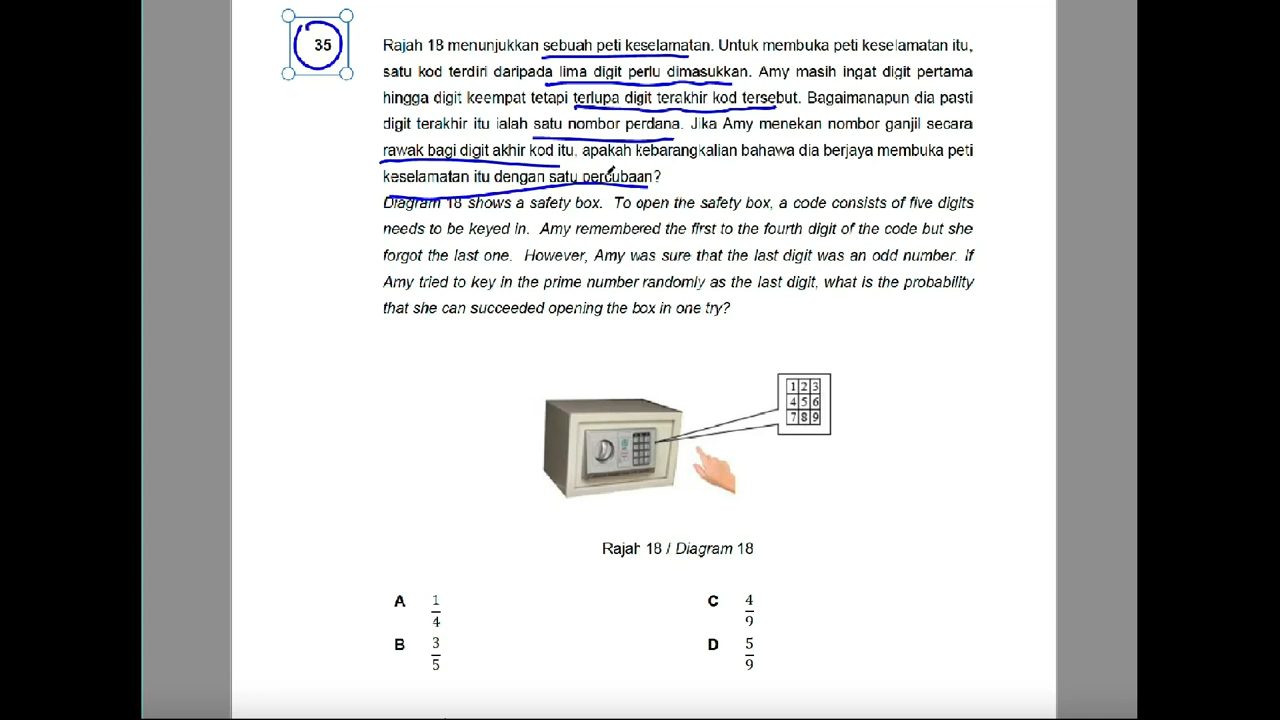 35
Rajah 18 menunjukkan sebuah peti keselamatan. Untuk membuka peti keselamatan itu,
satu kod terdiri daripada lima digit perlu dimasukkan. Amy masih ingat digit pertama
hingga digit keempat tetapi terlupa digit terakhir kod tersebut. Bagaimanapun dia pasti
digit terakhir itu ialah satu nombor perdana. Jika Amy menekan nombor ganjil secara
rawak bagi digit akhir kod itu, apakah kebarangkalian bahawa dia berjaya membuka peti
keselamatan itu dengan satu percubaan?
Diagram 18 shows a safety box. To open the safety box, a code consists of five digits
needs to be keyed in. Amy remembered the first to the fourth digit of the code but she
forgot the last one. However, Amy was sure that the last digit was an odd number. If
Amy tried to key in the prime number randomly as the last digit, what is the probability
that she can succeeded opening the box in one try?
1 2 3
4 5 6
7 8 9
Rajah 18 / Diagram 18
A 1/4
B 3/5
C 4/9
D 5/9